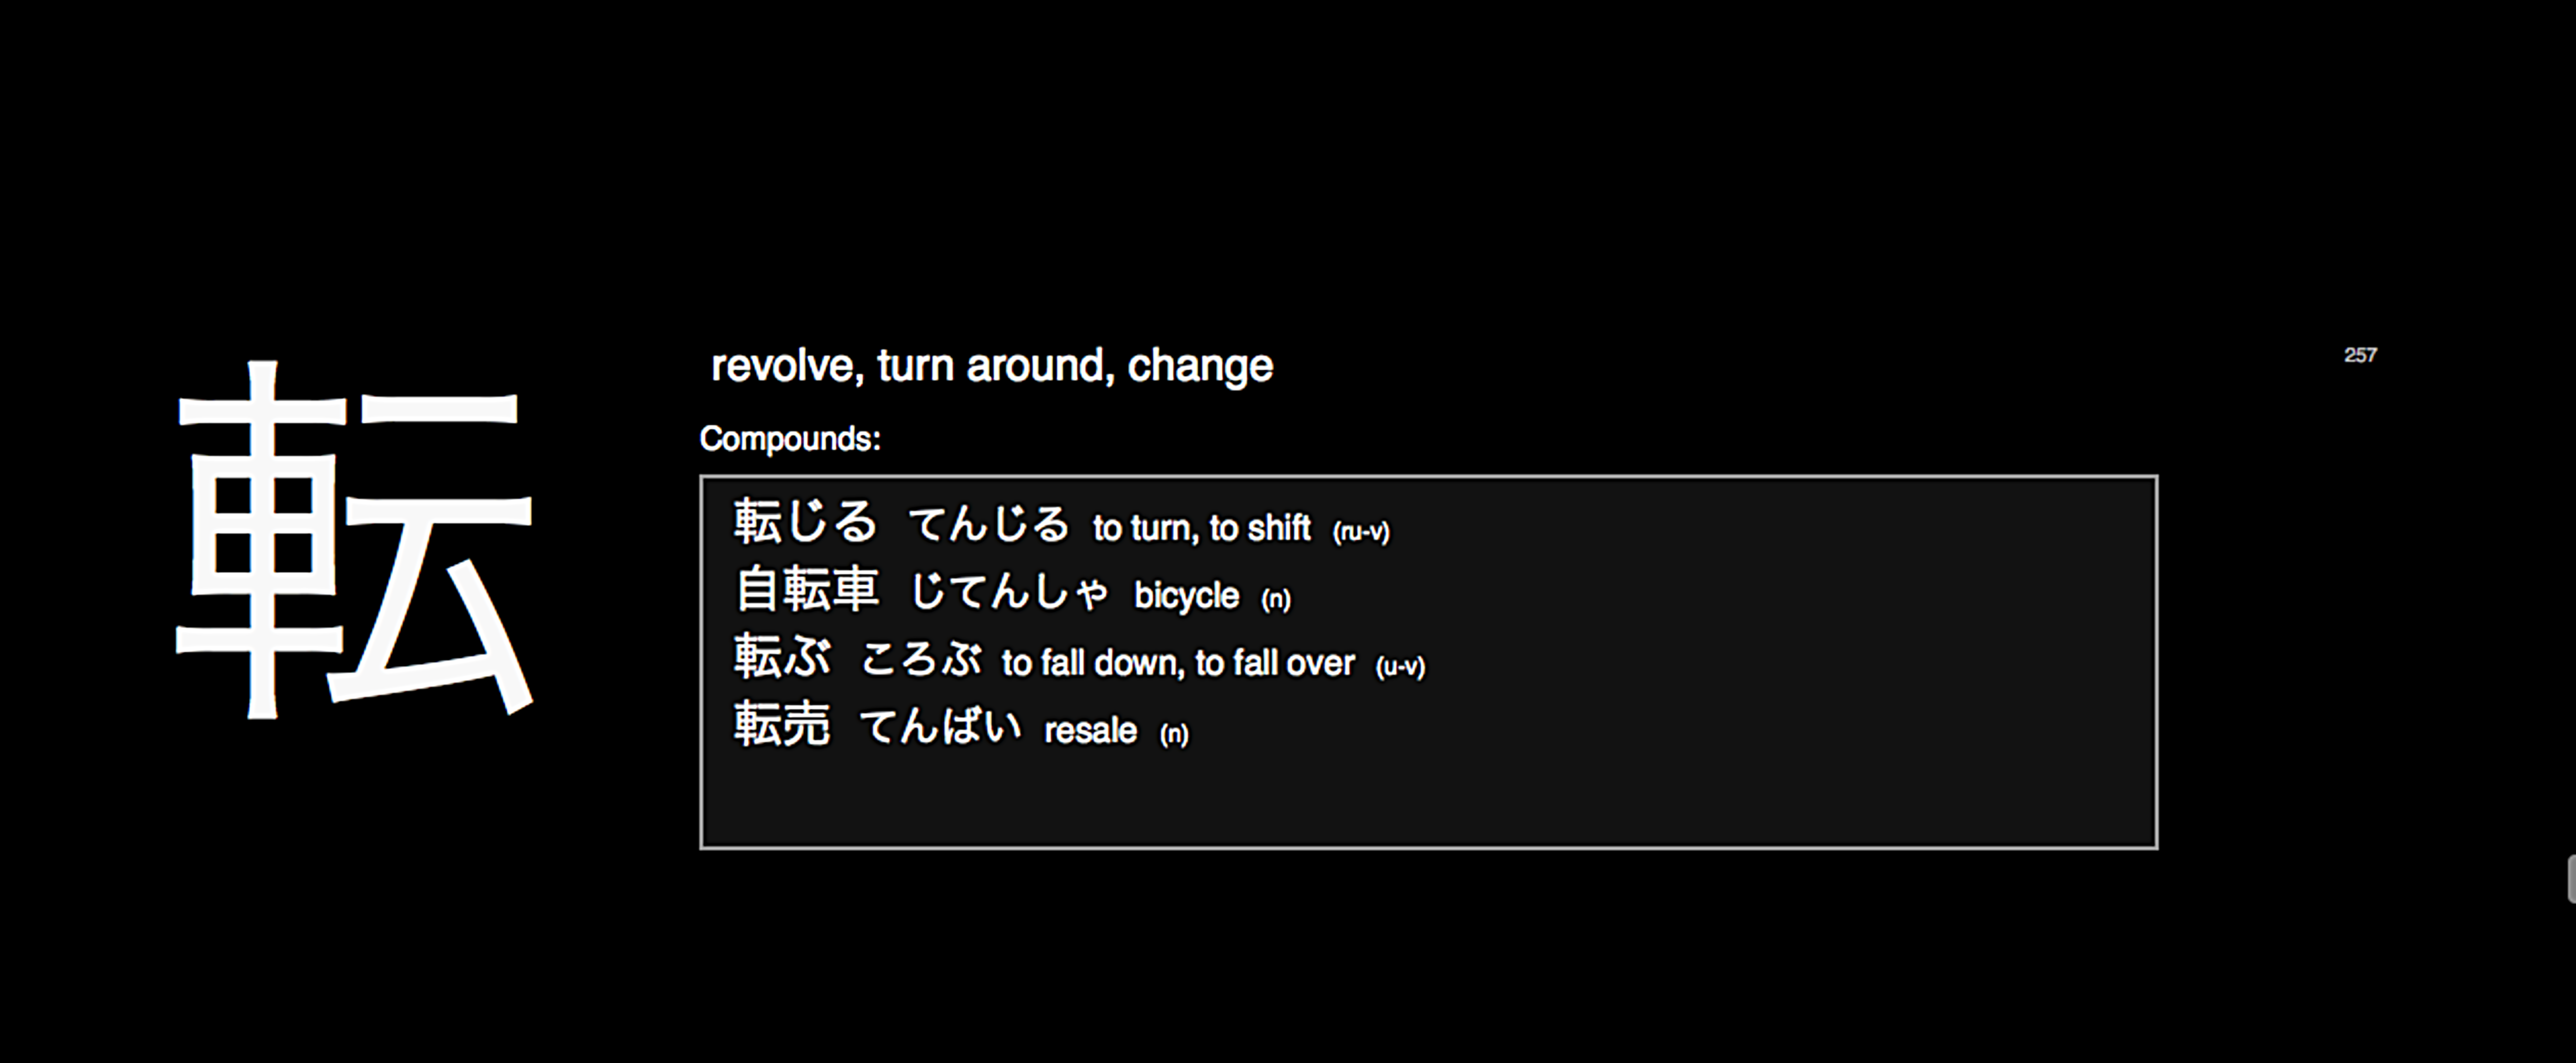 転
revolve, turn around, change
257
Compounds:
転じる てんじる to turn, to shift (ru-v)
自転車 じてんしゃ bicycle (n)
転ぶ ころぶ to fall down, to fall over (u-v)
転売 てんばい resale (n)